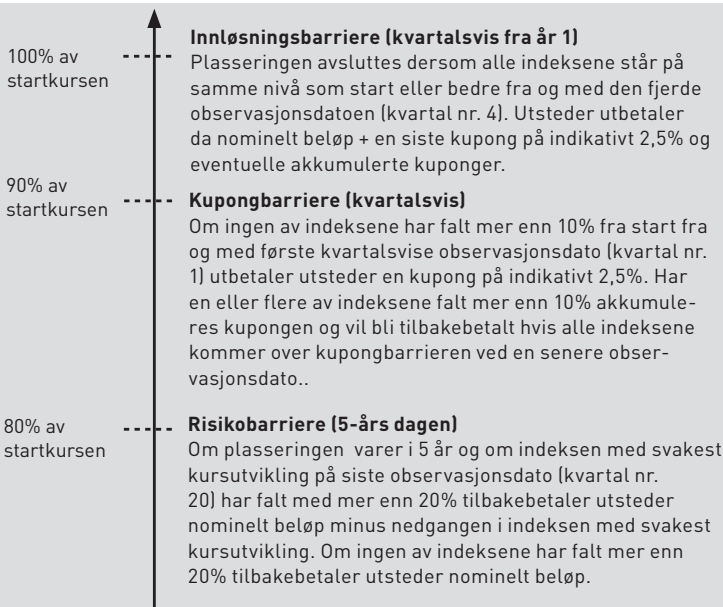 100% av
startkursen
Innløsningsbarriere (kvartalsvis fra år 1)
Plasseringen avsluttes dersom alle indeksene står på
samme nivå som start eller bedre fra og med den fjerde
observasjonsdatoen (kvartal nr. 4). Utsteder utbetaler
da nominelt beløp + en siste kupong på indikativt 2,5% og
eventuelle akkumulerte kuponger.
90% av
startkursen
Kupongbarriere (kvartalsvis)
Om ingen av indeksene har falt mer enn 10% fra start fra
og med første kvartalsvise observasjonsdato (kvartal nr.
1) utbetaler utsteder en kupong på indikativt 2,5%. Har
en eller flere av indeksene falt mer enn 10% akkumule-
res kupongen og vil bli tilbakebetalt hvis alle indeksene
kommer over kupongbarrieren ved en senere obser-
vasjonsdato..
80% av
startkursen
Risikobarriere (5-års dagen)
Om plasseringen varer i 5 år og om indeksen med svakest
kursutvikling på siste observasjonsdato (kvartal nr.
20) har falt med mer enn 20% tilbakebetaler utsteder
nominelt beløp minus nedgangen i indeksen med svakest
kursutvikling. Om ingen av indeksene har falt mer enn
20% tilbakebetaler utsteder nominelt beløp.